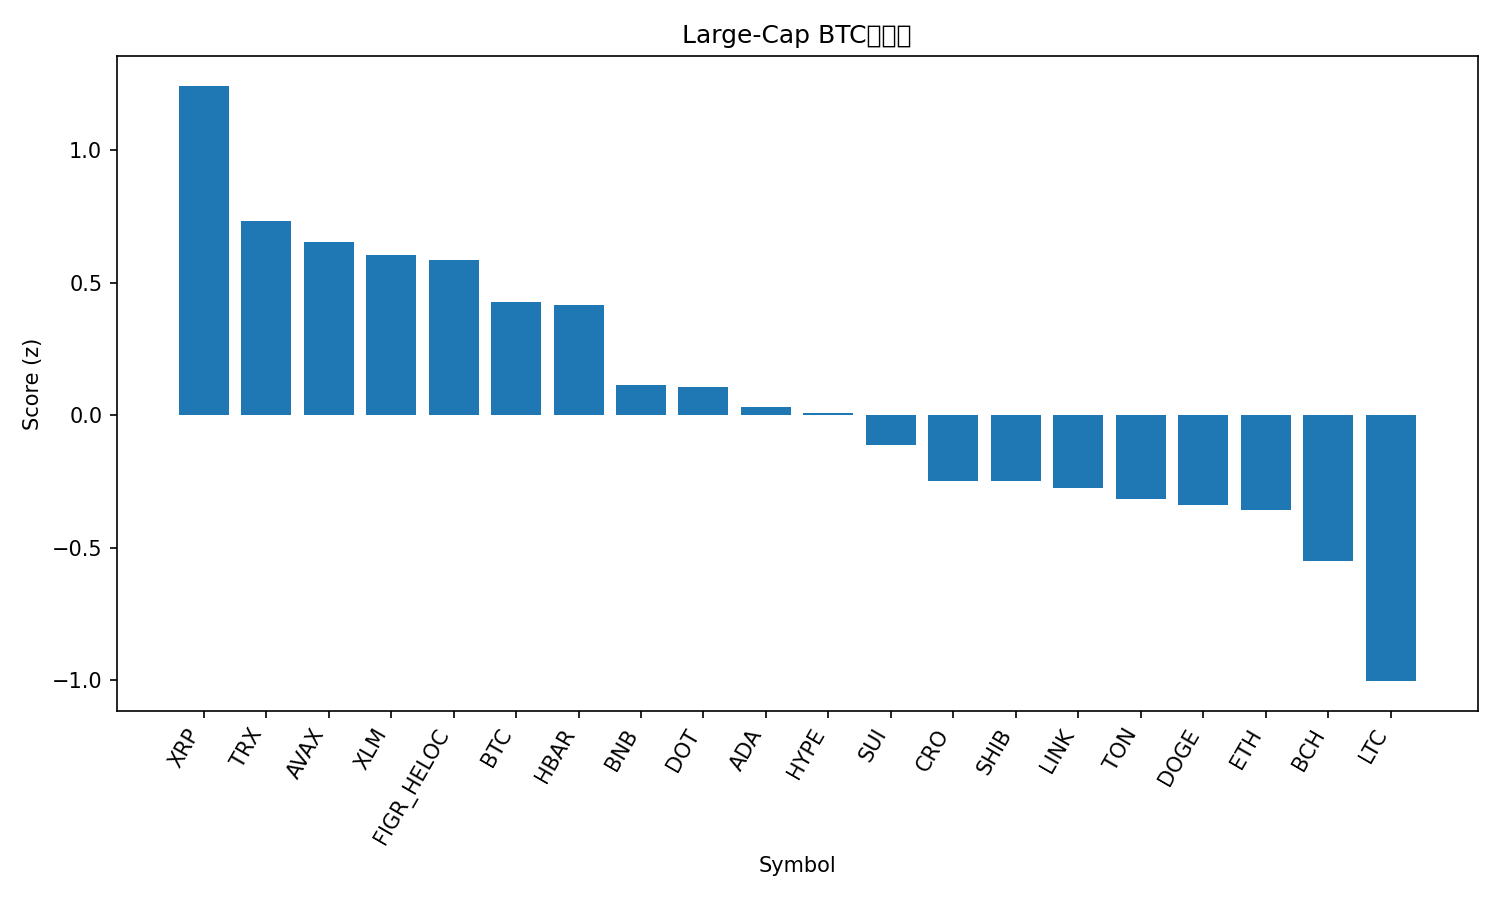 Large-Cap BTC
Score (z)
1.0
0.5
0.0
−0.5
−1.0
XRP
TRX
AVAX
XLM
FIGR_HELOC
BTC
HBAR
BNB
DOT
ADA
HYPE
SUI
CRO
SHIB
LINK
TON
DOGE
ETH
BCH
LTC
Symbol